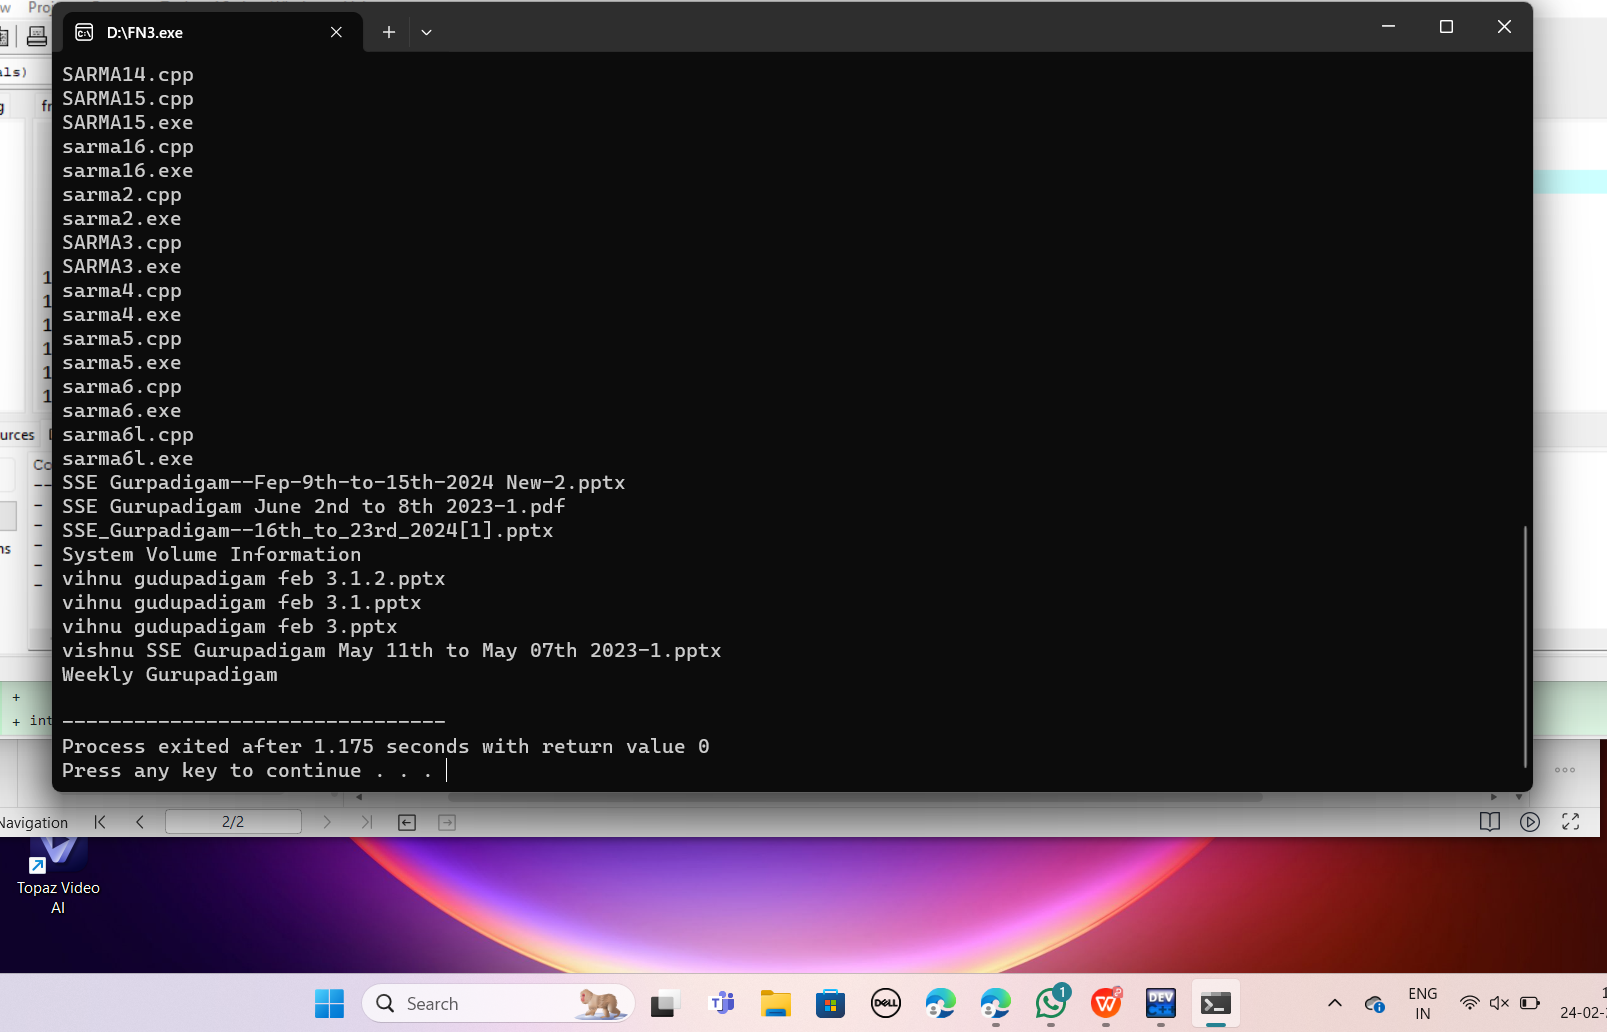 D:\FN3.exe
SARMA14.cpp
SARMA15.cpp
SARMA15.exe
sarma16.cpp
sarma16.exe
sarma2.cpp
sarma2.exe
SARMA3.cpp
SARMA3.exe
sarma4.cpp
sarma4.exe
sarma5.cpp
sarma5.exe
sarma6.cpp
sarma6.exe
sarma6l.cpp
sarma6l.exe
SSE Gurpadigam--Fep-9th-to-15th-2024 New-2.pptx
SSE Gurupadigam June 2nd to 8th 2023-1.pdf
SSE_Gurpadigam--16th_to_23rd_2024[1].pptx
System Volume Information
vihnu gudupadigam feb 3.1.2.pptx
vihnu gudupadigam feb 3.1.pptx
vihnu gudupadigam feb 3.pptx
vishnu SSE Gurupadigam May 11th to May 07th 2023-1.pptx
Weekly Gurupadigam
+
+ int
--------------------------------
Process exited after 1.175 seconds with return value 0
Press any key to continue . . .
Navigation
2/2
Topaz Video
AI
Search
DELL
1
DEV
C++
ENG
IN
24-02-